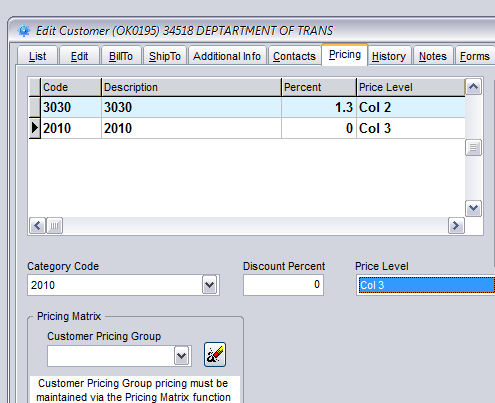 Edit Customer (OK0195) 34518 DEPTARTMENT OF TRANS
List Edit BillTo ShipTo Additional Info Contacts Pricing History Notes Forms
Code Description Percent Price Level
3030 3030 1.3 Col 2
2010 2010 0 Col 3
Category Code Discount Percent Price Level
2010 0 Col 3
Pricing Matrix
Customer Pricing Group
Customer Pricing Group pricing must be
maintained via the Pricing Matrix function